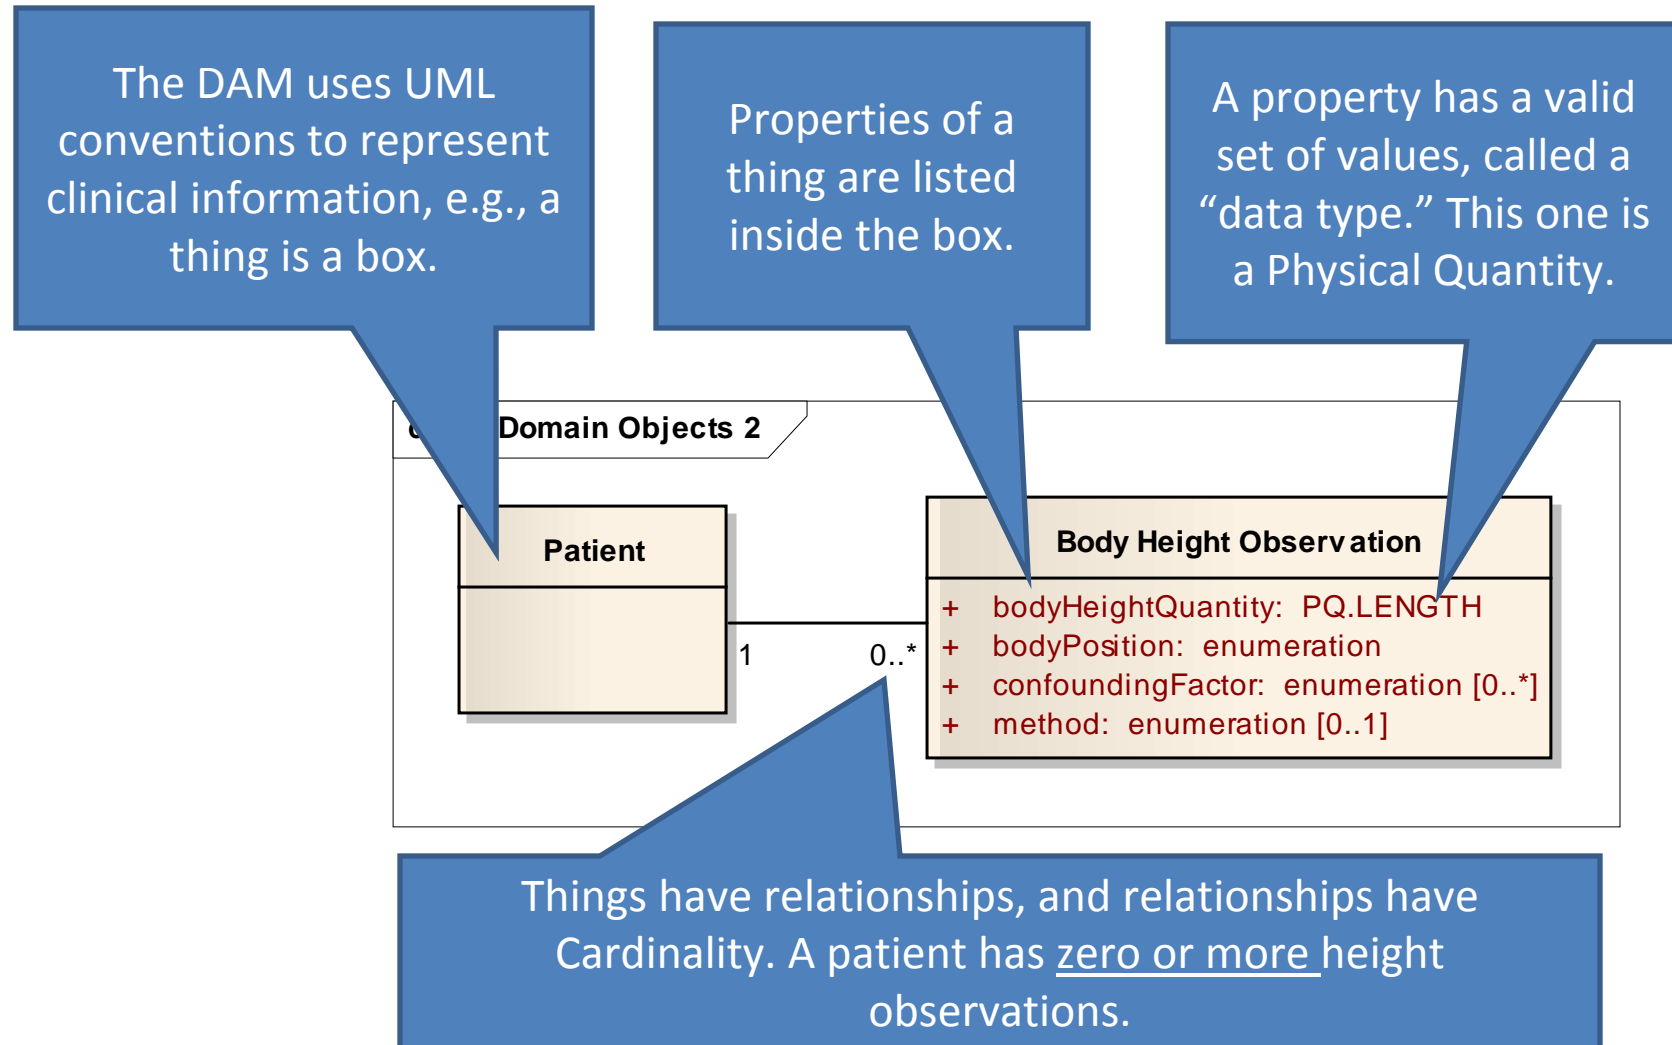 The DAM uses UML
conventions to represent
clinical information, e.g., a
thing is a box.
Properties of a
thing are listed
inside the box.
A property has a valid
set of values, called a
“data type.” This one is
a Physical Quantity.
Domain Objects 2
Patient
Body Height Observation
+ bodyHeightQuantity: PQ.LENGTH
+ bodyPosition: enumeration
+ confoundingFactor: enumeration [0..*]
+ method: enumeration [0..1]
1
0..*
Things have relationships, and relationships have
Cardinality. A patient has zero or more height
observations.